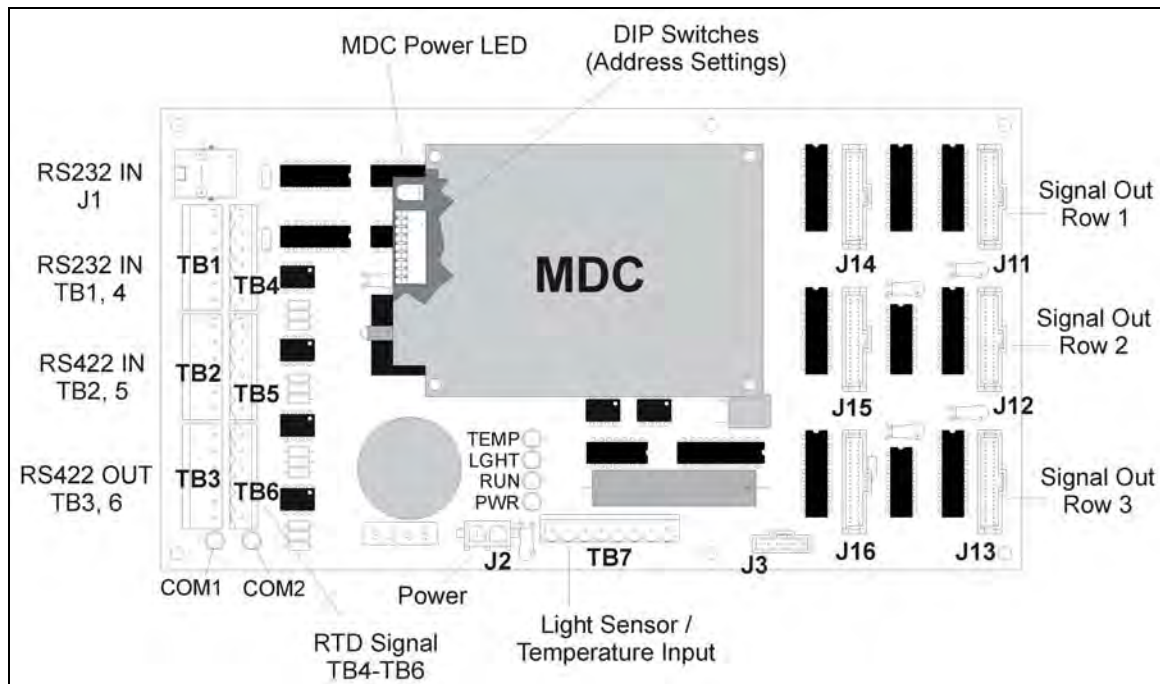 MDC Power LED
DIP Switches
(Address Settings)
RS232 IN
J1
RS232 IN
TB1, 4
RS422 IN
TB2, 5
RS422 OUT
TB3, 6
TB1
TB4
TB2
TB5
TB3
TB6
COM1
COM2
MDC
TEMP
LGHT
RUN
PWR
J2
TB7
J3
Power
RTD Signal
TB4-TB6
Light Sensor /
Temperature Input
J14
J11
J15
J12
J16
J13
Signal Out
Row 1
Signal Out
Row 2
Signal Out
Row 3